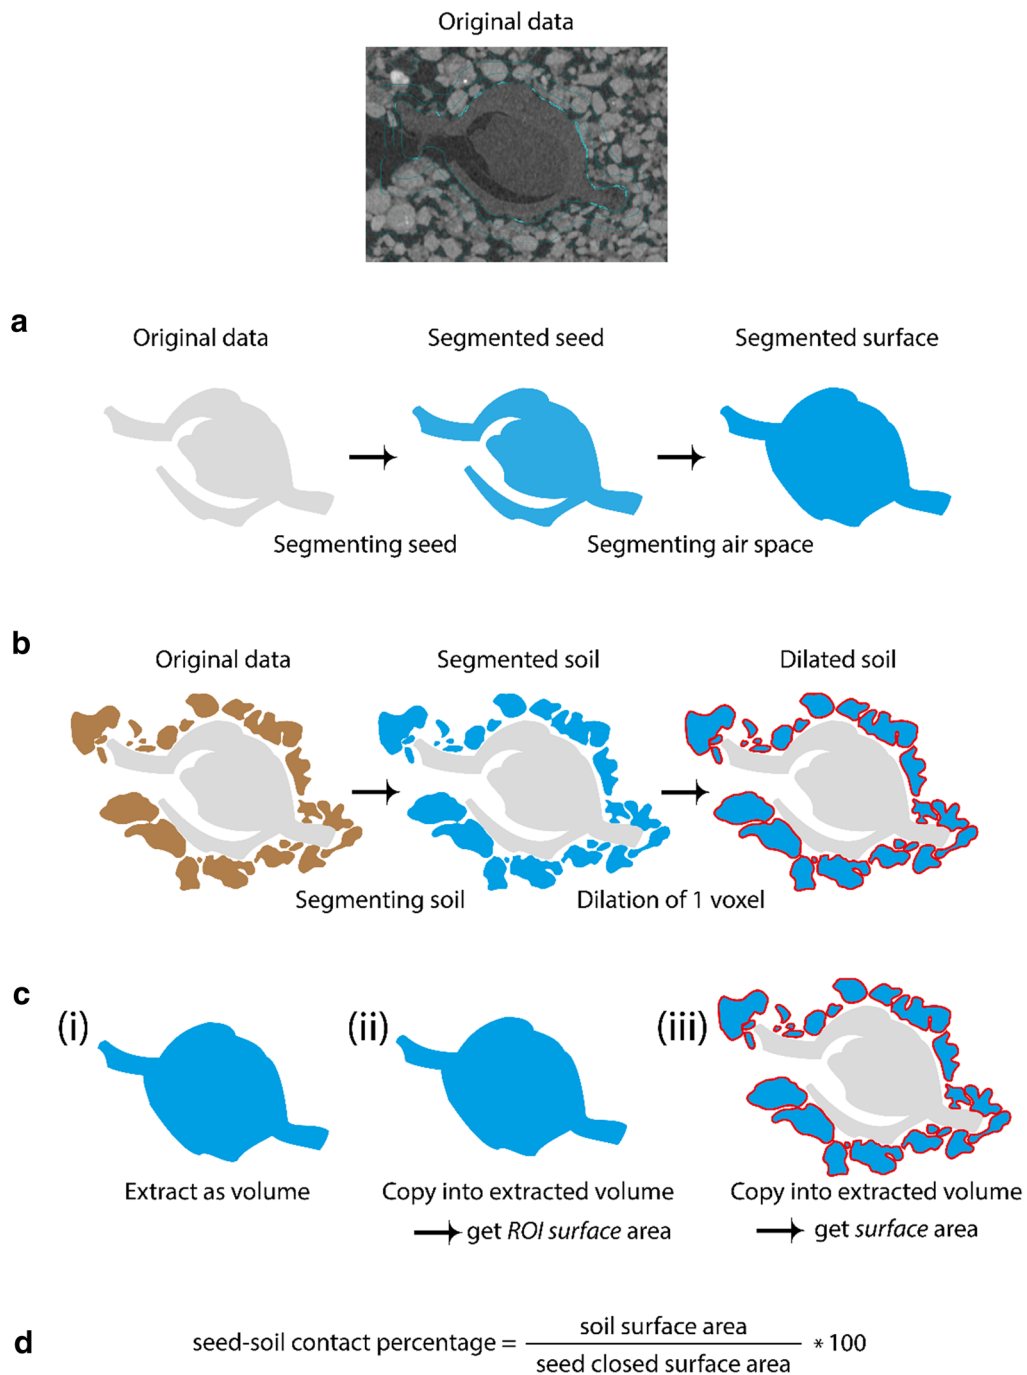 Original data
a
Original data
Segmented seed
Segmented surface
Segmenting seed
Segmenting air space
b
Original data
Segmented soil
Dilated soil
Segmenting soil
Dilation of 1 voxel
c
(i)
(ii)
(iii)
Extract as volume
Copy into extracted volume
get ROI surface area
Copy into extracted volume
get surface area
d
seed-soil contact percentage = soil surface area / seed closed surface area * 100